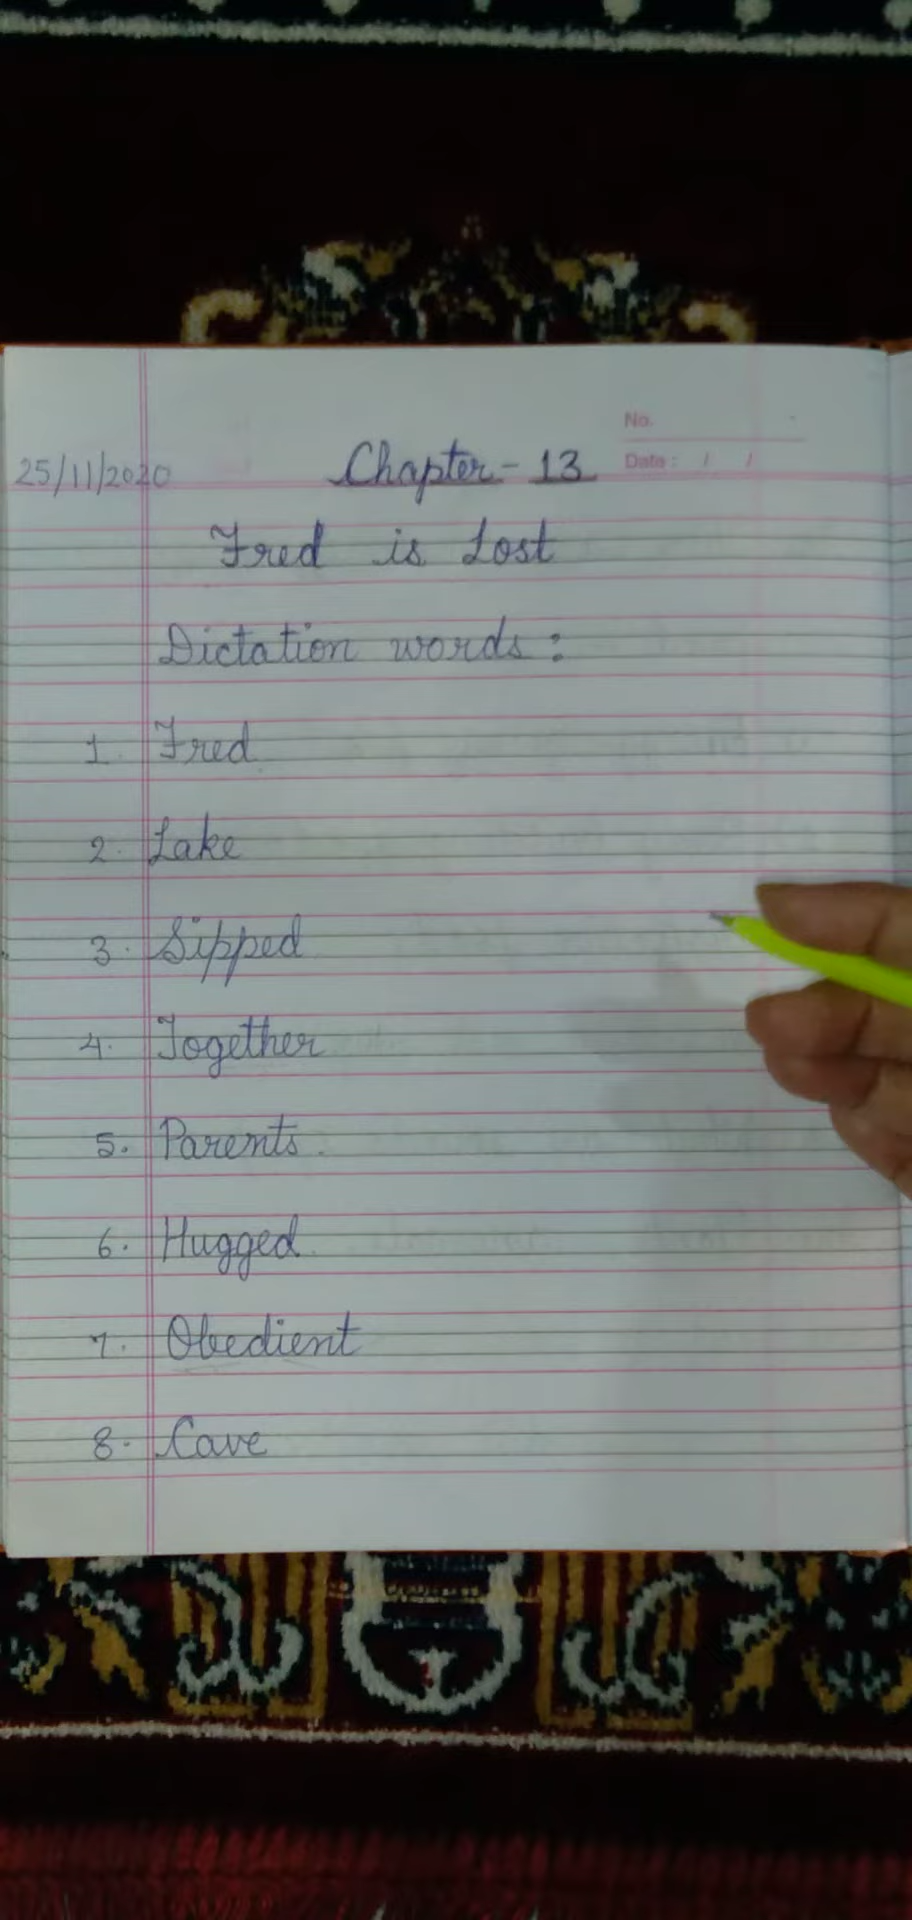 No.
25/11/2020 Chapter - 13 Date : / /
Fred is Lost
Dictation words :
1. Fred
2. Lake
3. Sipped
4. Together
5. Parents.
6. Hugged
7. Obedient
8. Cave